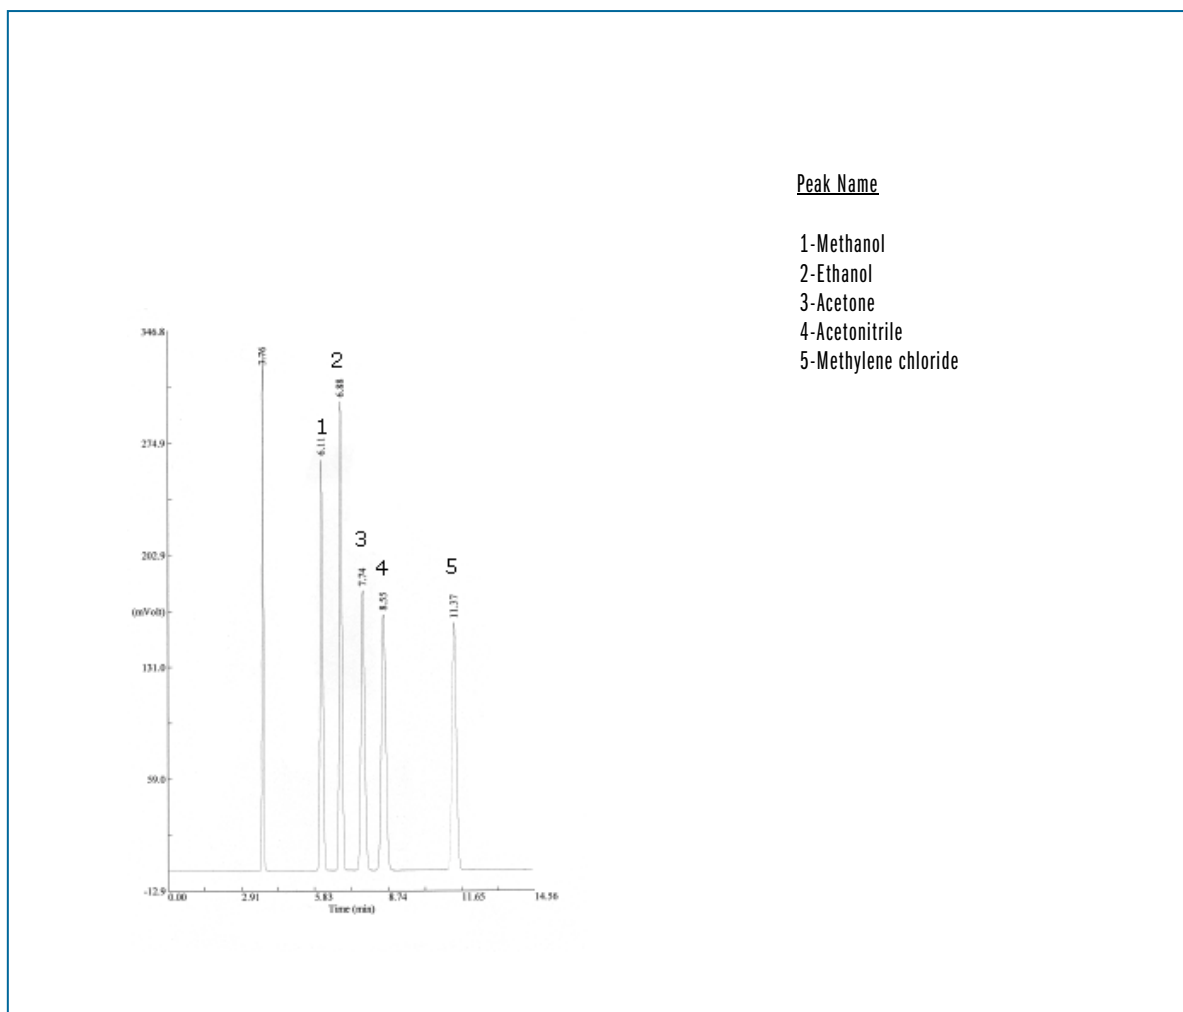 Peak Name
1-Methanol
2-Ethanol
3-Acetone
4-Acetonitrile
5-Methylene chloride
346.8
3.76
2
6.88
1
6.11
274.9
3
7.74
4
8.55
5
11.37
202.9
(mVolt)
131.0
59.0
-12.9
0.00 2.91 5.83 8.74 11.65 14.56
Time (min)